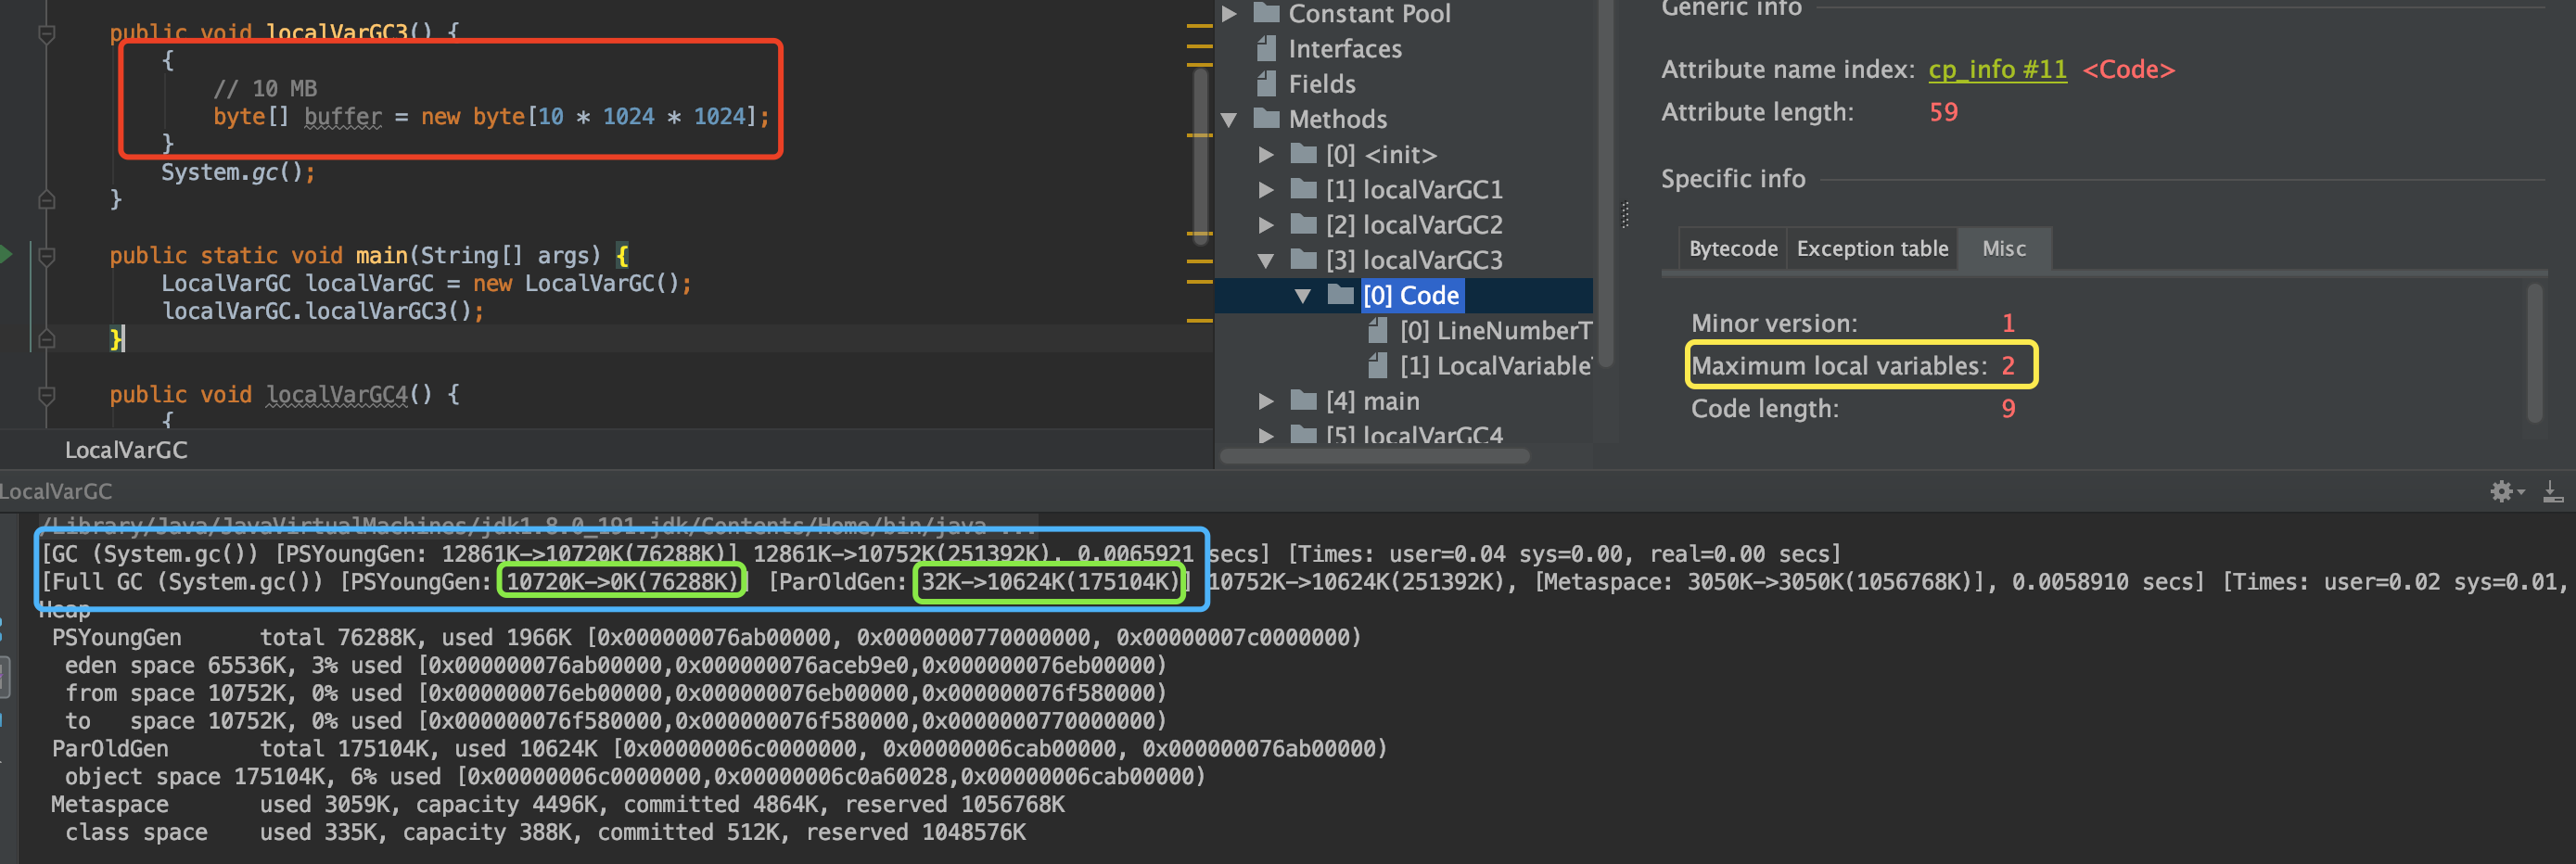 public void localVarGC3() {
{
// 10 MB
byte[] buffer = new byte[10 * 1024 * 1024];
}
System.gc();
}
public static void main(String[] args) {
LocalVarGC localVarGC = new LocalVarGC();
localVarGC.localVarGC3();
}
public void localVarGC4() {
{
LocalVarGC
Constant Pool
Interfaces
Fields
Methods
[0] <init>
[1] localVarGC1
[2] localVarGC2
[3] localVarGC3
[0] Code
[0] LineNumberT
[1] LocalVariable
[4] main
[5] localVarGC4
Generic info
Attribute name index: cp_info #11 <Code>
Attribute length: 59
Specific info
Bytecode Exception table Misc
Minor version: 1
Maximum local variables: 2
Code length: 9
LocalVarGC
/Library/Java/JavaVirtualMachines/jdk1.8.0_191.jdk/Contents/Home/bin/java ...
[GC (System.gc()) [PSYoungGen: 12861K->10720K(76288K)] 12861K->10752K(251392K), 0.0065921 secs] [Times: user=0.04 sys=0.00, real=0.00 secs]
[Full GC (System.gc()) [PSYoungGen: 10720K->0K(76288K)] [ParOldGen: 32K->10624K(175104K)] 10752K->10624K(251392K), [Metaspace: 3050K->3050K(1056768K)], 0.0058910 secs] [Times: user=0.02 sys=0.01,
Heap
PSYoungGen total 76288K, used 1966K [0x000000076ab00000, 0x0000000770000000, 0x00000007c0000000)
eden space 65536K, 3% used [0x000000076ab00000,0x000000076aceb9e0,0x000000076eb00000)
from space 10752K, 0% used [0x000000076eb00000,0x000000076eb00000,0x000000076f580000)
to space 10752K, 0% used [0x000000076f580000,0x000000076f580000,0x0000000770000000)
ParOldGen total 175104K, used 10624K [0x00000006c0000000, 0x00000006cab00000, 0x000000076ab00000)
object space 175104K, 6% used [0x00000006c0000000,0x00000006c0a60028,0x00000006cab00000)
Metaspace used 3059K, capacity 4496K, committed 4864K, reserved 1056768K
class space used 335K, capacity 388K, committed 512K, reserved 1048576K